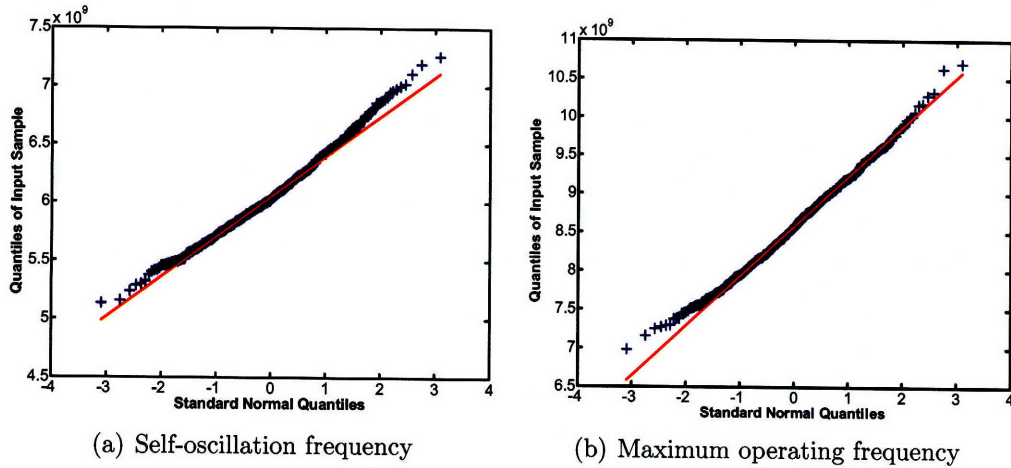 7.5 x 10^9
7
6.5
6
5.5
5
4.5
-4 -3 -2 -1 0 1 2 3 4
Quantiles of Input Sample
Standard Normal Quantiles
(a) Self-oscillation frequency
11 x 10^9
10.5
10
9.5
9
8.5
8
7.5
7
6.5
-4 -3 -2 -1 0 1 2 3 4
Quantiles of Input Sample
Standard Normal Quantiles
(b) Maximum operating frequency